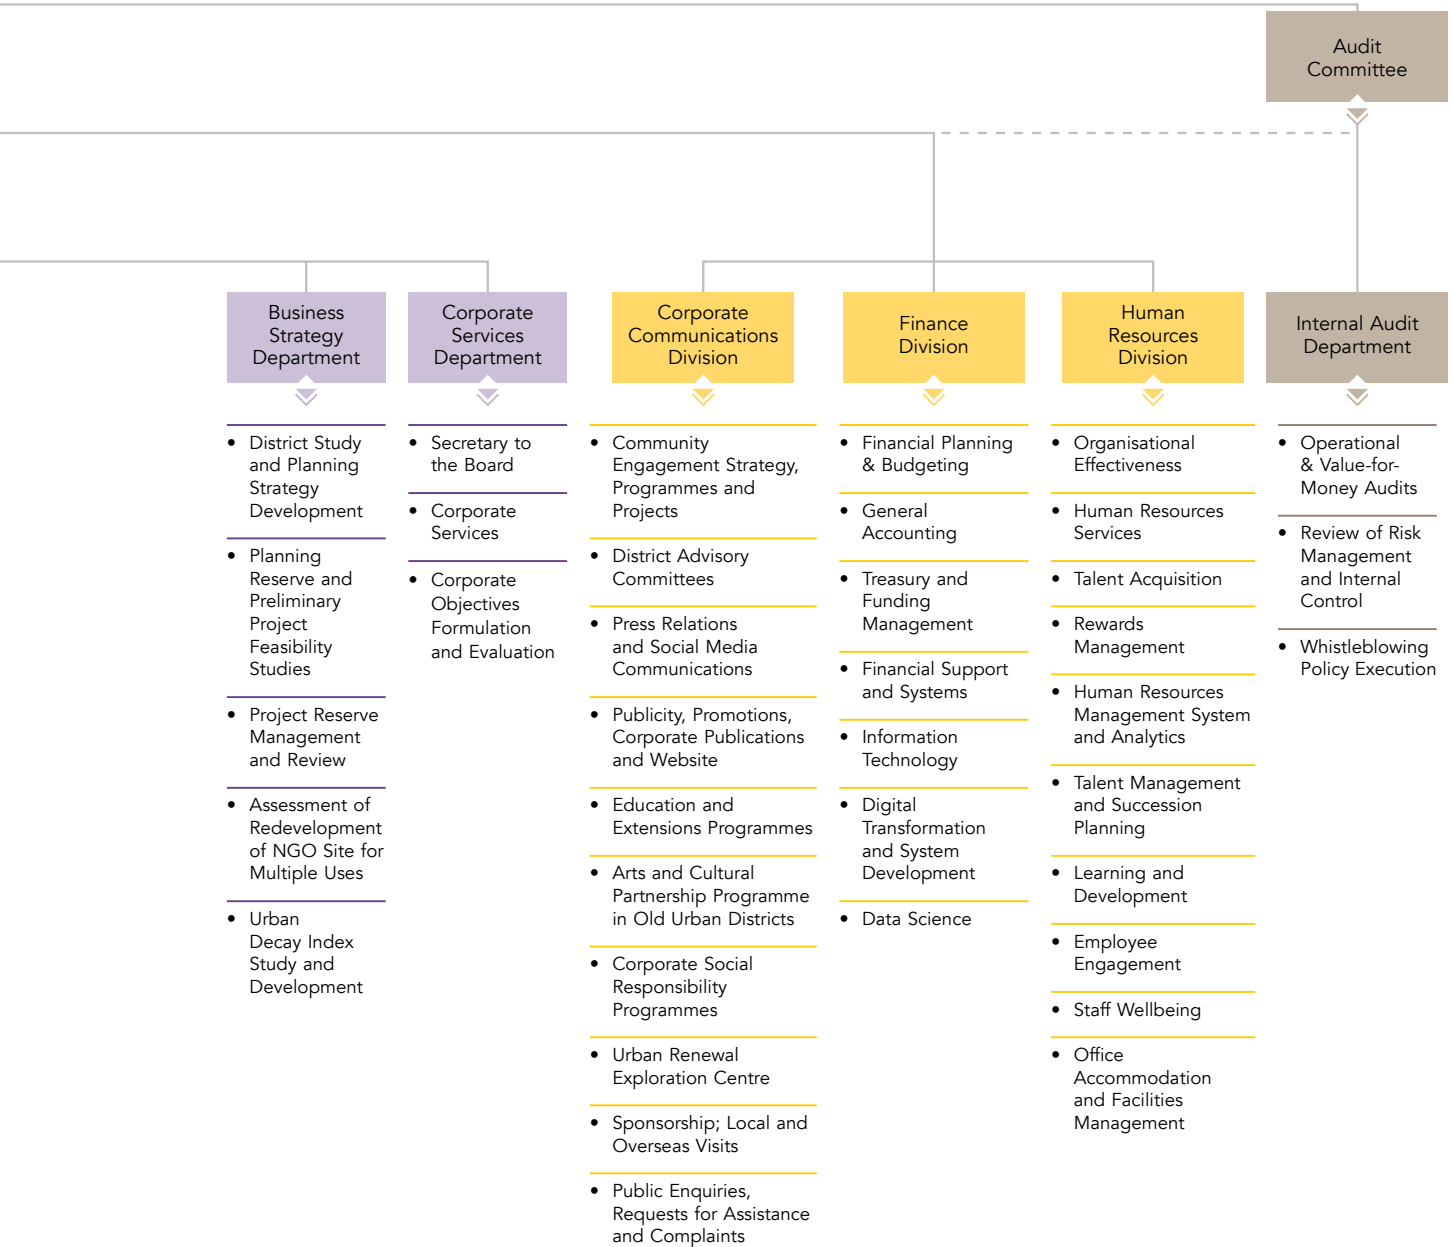 Audit
Committee
Business
Strategy
Department
Corporate
Services
Department
Corporate
Communications
Division
Finance
Division
Human
Resources
Division
Internal Audit
Department
• District Study
and Planning
Strategy
Development
• Planning
Reserve and
Preliminary
Project
Feasibility
Studies
• Project Reserve
Management
and Review
• Assessment of
Redevelopment
of NGO Site for
Multiple Uses
• Urban
Decay Index
Study and
Development
• Secretary to
the Board
• Corporate
Services
• Corporate
Objectives
Formulation
and Evaluation
• Community
Engagement Strategy,
Programmes and
Projects
• District Advisory
Committees
• Press Relations
and Social Media
Communications
• Publicity, Promotions,
Corporate Publications
and Website
• Education and
Extensions Programmes
• Arts and Cultural
Partnership Programme
in Old Urban Districts
• Corporate Social
Responsibility
Programmes
• Urban Renewal
Exploration Centre
• Sponsorship; Local and
Overseas Visits
• Public Enquiries,
Requests for Assistance
and Complaints
• Financial Planning
& Budgeting
• General
Accounting
• Treasury and
Funding
Management
• Financial Support
and Systems
• Information
Technology
• Digital
Transformation
and System
Development
• Data Science
• Organisational
Effectiveness
• Human Resources
Services
• Talent Acquisition
• Rewards
Management
• Human Resources
Management System
and Analytics
• Talent Management
and Succession
Planning
• Learning and
Development
• Employee
Engagement
• Staff Wellbeing
• Office
Accommodation
and Facilities
Management
• Operational
& Value-for-
Money Audits
• Review of Risk
Management
and Internal
Control
• Whistleblowing
Policy Execution